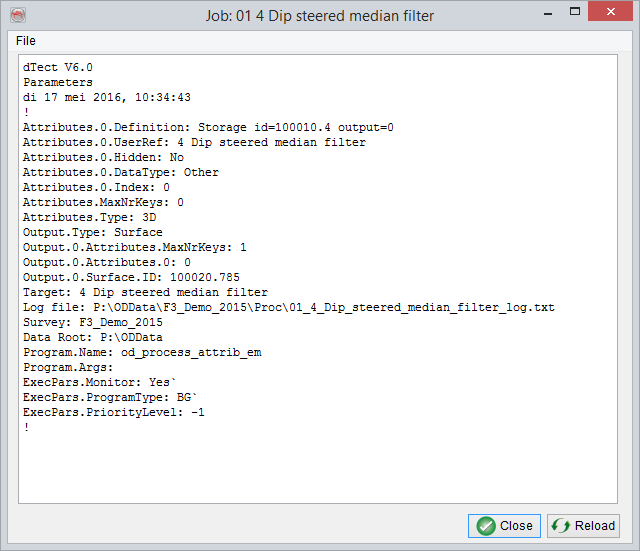 Job: 01 4 Dip steered median filter
File
dTect V6.0
Parameters
di 17 mei 2016, 10:34:43
!
Attributes.0.Definition: Storage id=100010.4 output=0
Attributes.0.UserRef: 4 Dip steered median filter
Attributes.0.Hidden: No
Attributes.0.DataType: Other
Attributes.0.Index: 0
Attributes.MaxNrKeys: 0
Attributes.Type: 3D
Output.Type: Surface
Output.0.Attributes.MaxNrKeys: 1
Output.0.Attributes.0: 0
Output.0.Surface.ID: 100020.785
Target: 4 Dip steered median filter
Log file: P:\ODData\F3_Demo_2015\Proc\01_4_Dip_steered_median_filter_log.txt
Survey: F3_Demo_2015
Data Root: P:\ODData
Program.Name: od_process_attrib_em
Program.Args:
ExecPars.Monitor: Yes`
ExecPars.ProgramType: BG`
ExecPars.PriorityLevel: -1
!
Close Reload